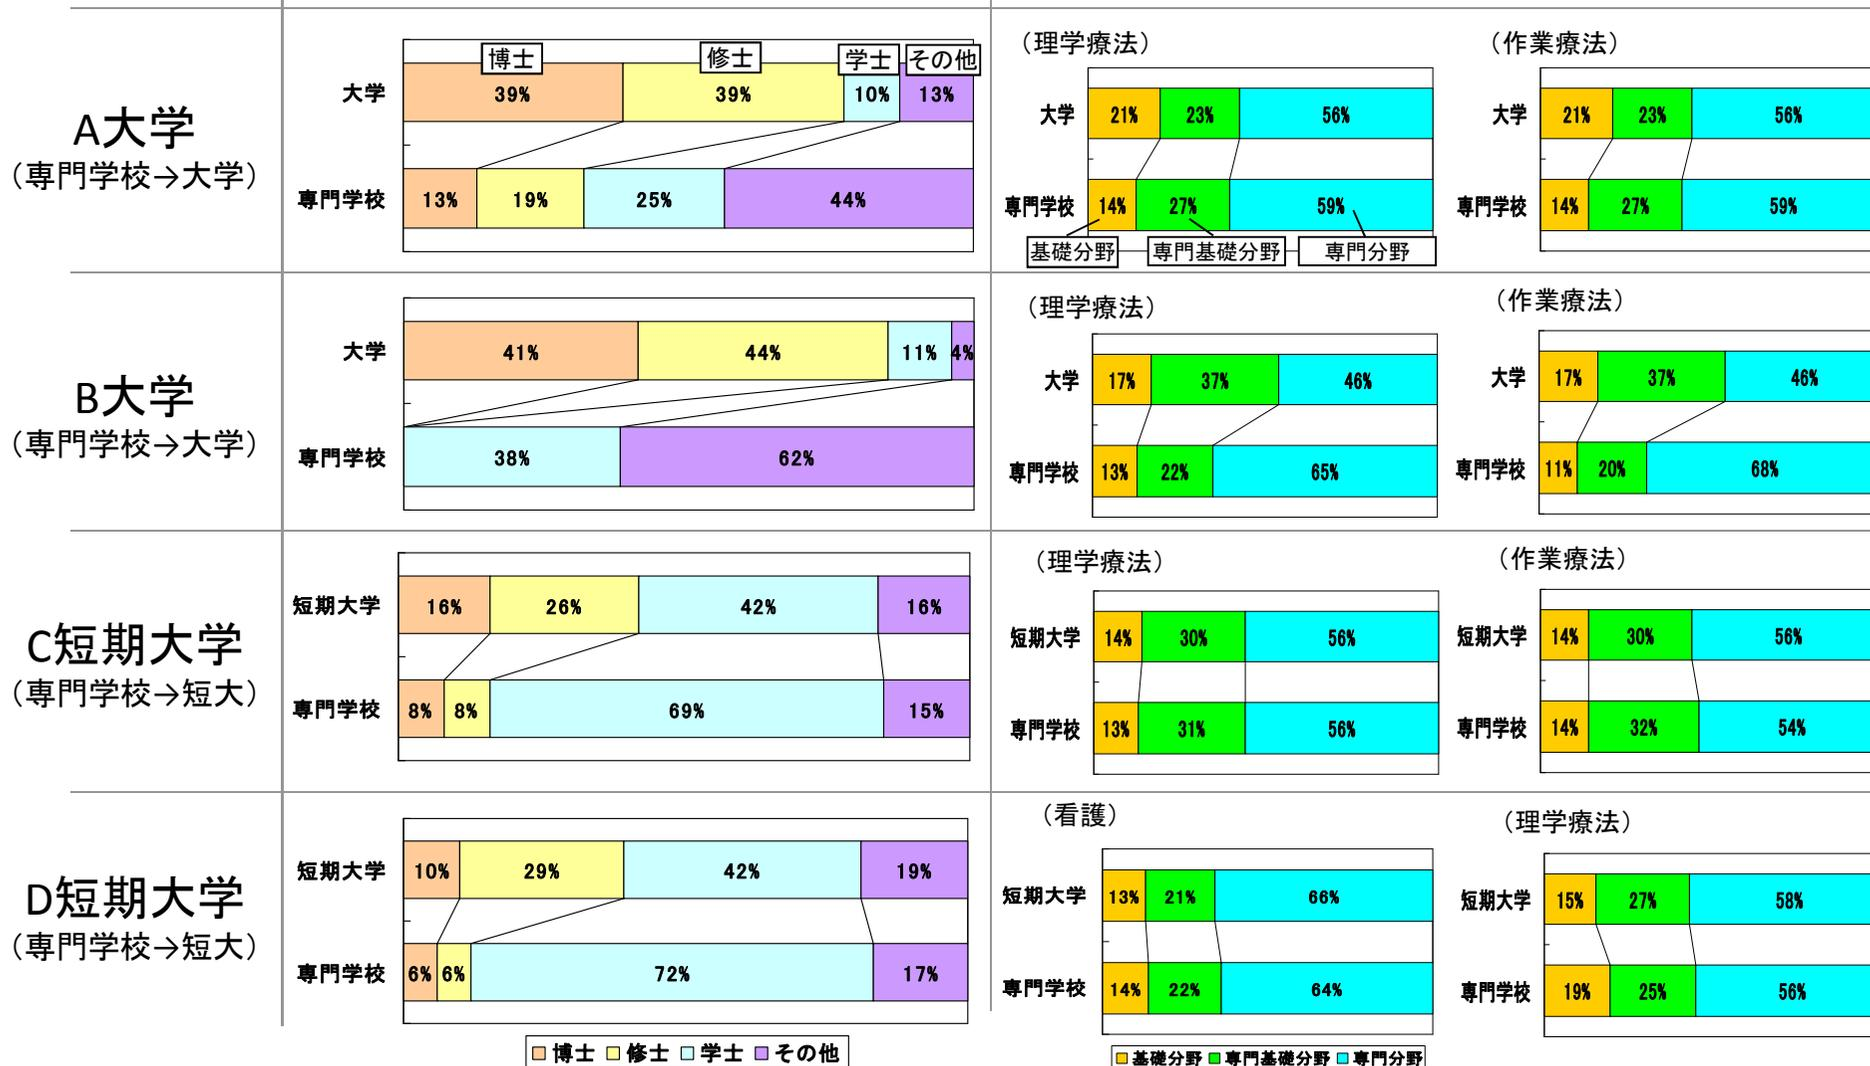 A大学
（専門学校→大学）
博士 修士 学士 その他
大学 39% 39% 10% 13%
専門学校 13% 19% 25% 44%
（理学療法）
大学 21% 23% 56%
専門学校 14% 27% 59%
基礎分野 専門基礎分野 専門分野
（作業療法）
大学 21% 23% 56%
専門学校 14% 27% 59%
B大学
（専門学校→大学）
大学 41% 44% 11% 4%
専門学校 38% 62%
（理学療法）
大学 17% 37% 46%
専門学校 13% 22% 65%
（作業療法）
大学 17% 37% 46%
専門学校 11% 20% 68%
C短期大学
（専門学校→短大）
短期大学 16% 26% 42% 16%
専門学校 8% 8% 69% 15%
（理学療法）
短期大学 14% 30% 56%
専門学校 13% 31% 56%
（作業療法）
短期大学 14% 30% 56%
専門学校 14% 32% 54%
D短期大学
（専門学校→短大）
短期大学 10% 29% 42% 19%
専門学校 6% 6% 72% 17%
（看護）
短期大学 13% 21% 66%
専門学校 14% 22% 64%
（理学療法）
短期大学 15% 27% 58%
専門学校 19% 25% 56%
博士 修士 学士 その他
基礎分野 専門基礎分野 専門分野